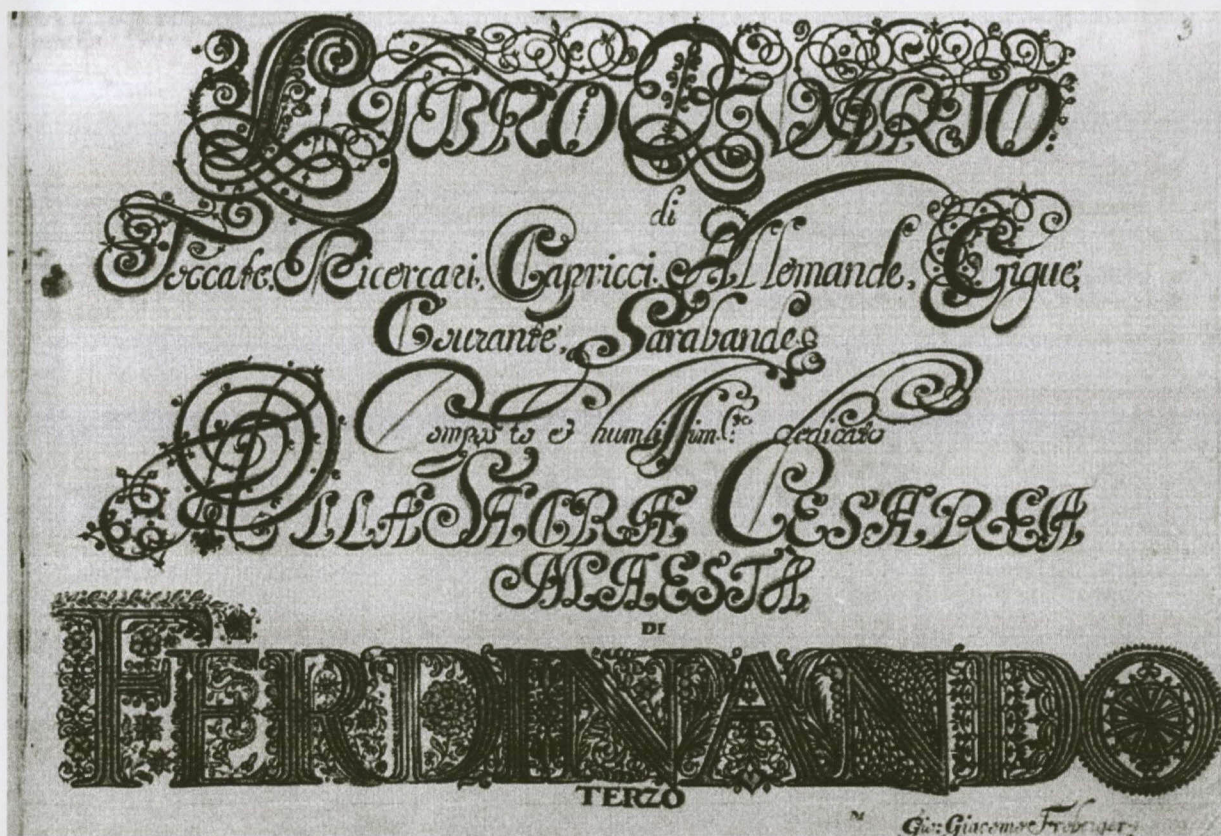 3
LIBRO QVARTO.
di
Toccate, Ricercari, Capricci, Allemande, Gigue,
Courante, Sarabande,
Composto et humilissim.te dedicato
ALLA SACRA CESAREA
MAESTÀ
DI
FERDINANDO
TERZO
Gio: Giacomo Froberger